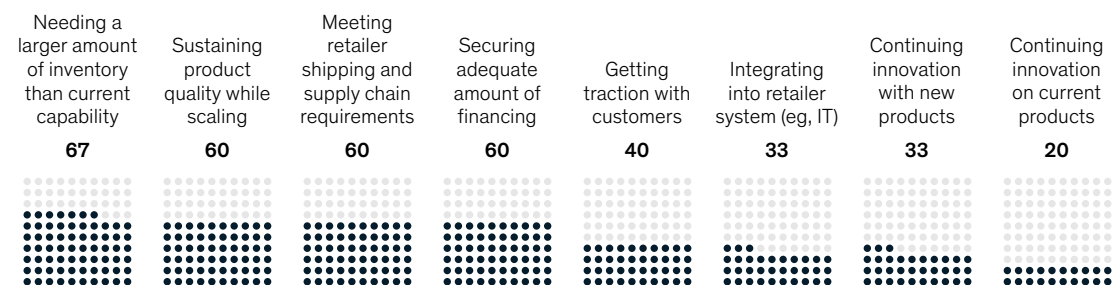 Needing a
larger amount
of inventory
than current
capability
67
Sustaining
product
quality while
scaling
60
Meeting
retailer
shipping and
supply chain
requirements
60
Securing
adequate
amount of
financing
60
Getting
traction with
customers
40
Integrating
into retailer
system (eg, IT)
33
Continuing
innovation
with new
products
33
Continuing
innovation
on current
products
20